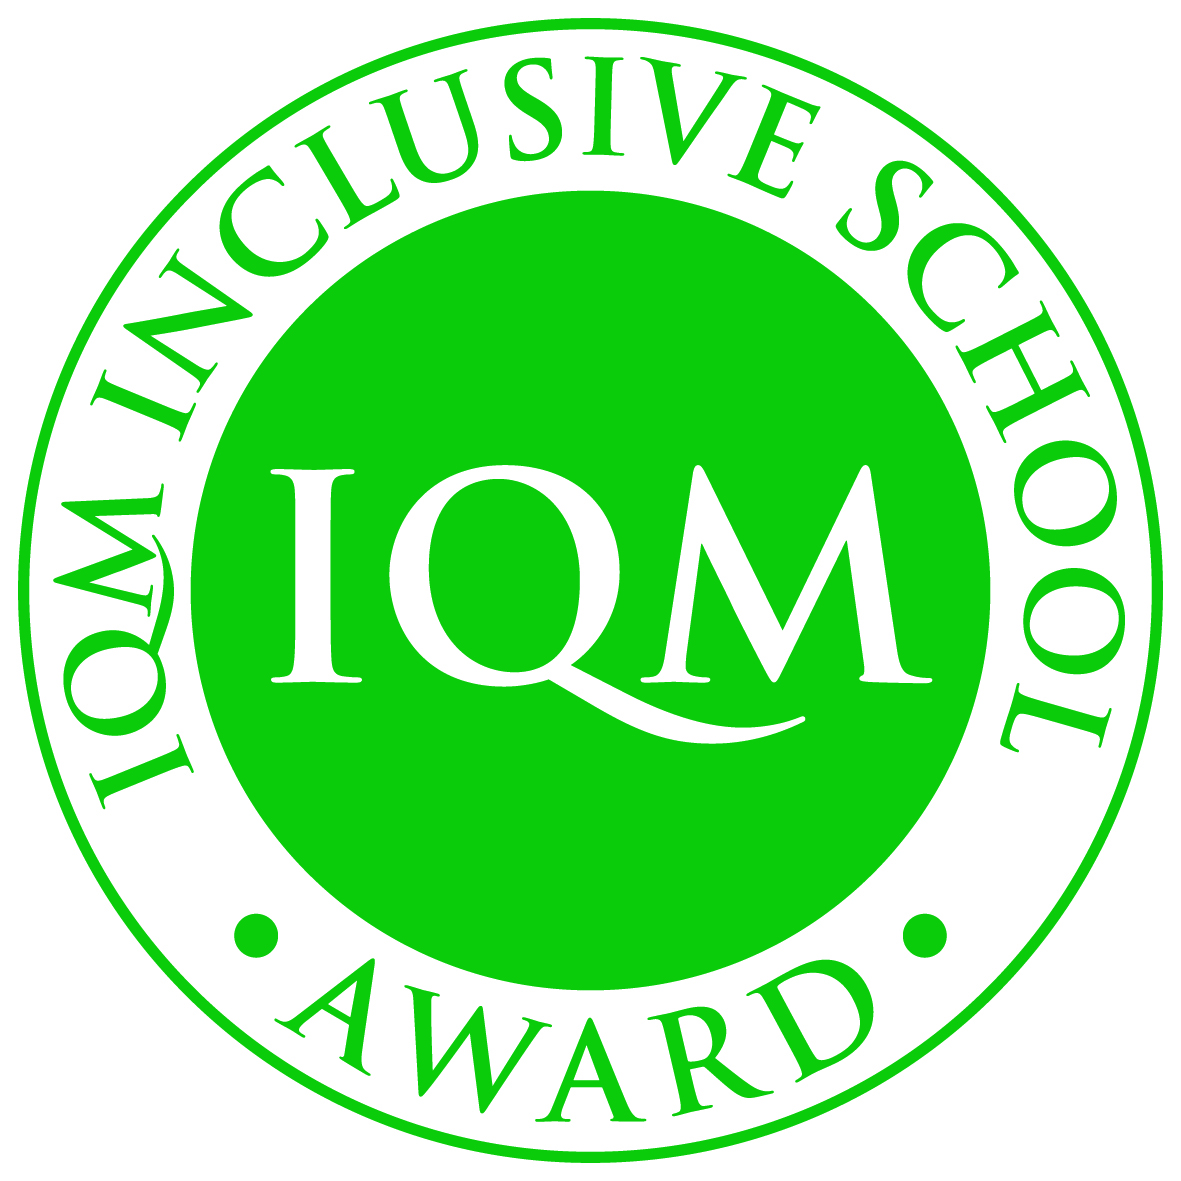 IQM INCLUSIVE SCHOOL
IQM
• AWARD •